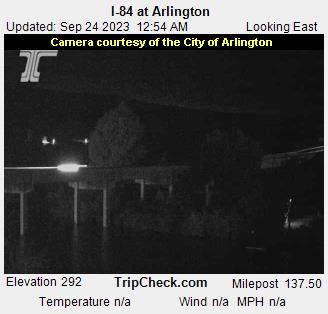 I-84 at Arlington
Updated: Sep 24 2023 12:54 AM Looking East
Camera courtesy of the City of Arlington
Elevation 292 TripCheck.com Milepost 137.50
Temperature n/a Wind n/a MPH n/a